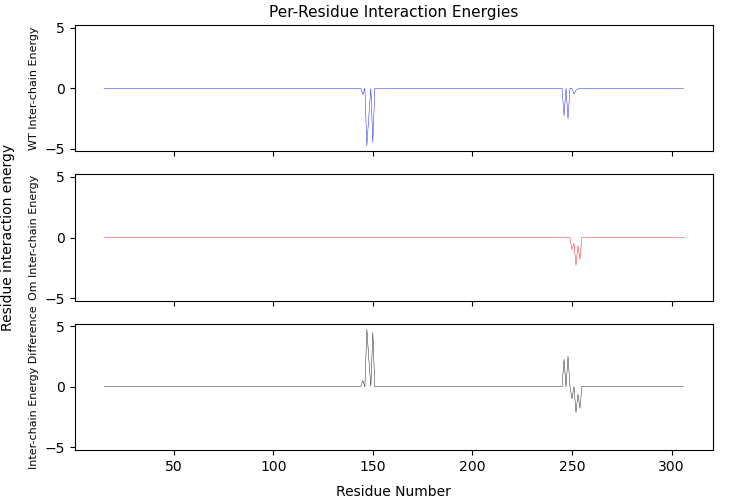 Per-Residue Interaction Energies
Residue interaction energy
WT Inter-chain Energy
5
0
−5
Om Inter-chain Energy
5
0
−5
Inter-chain Energy Difference
5
0
−5
50 100 150 200 250 300
Residue Number